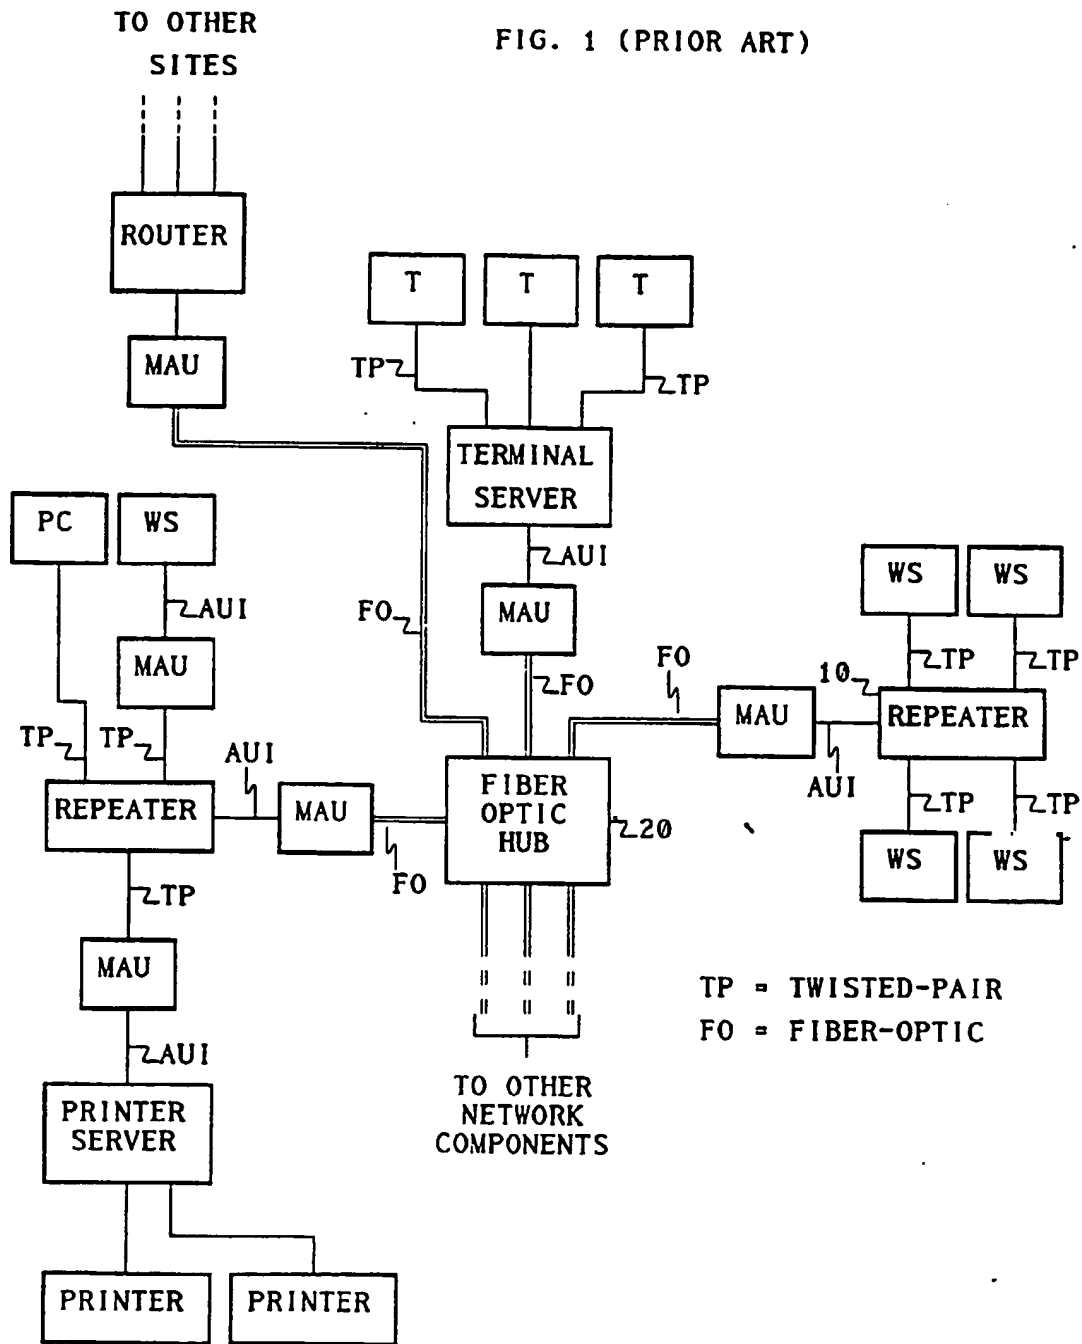 TO OTHER
SITES
FIG. 1 (PRIOR ART)
ROUTER
MAU
T
T
T
TP
TP
TERMINAL
SERVER
AUI
MAU
FO
FO
PC
WS
AUI
MAU
TP
TP
REPEATER
AUI
MAU
FO
FIBER
OPTIC
HUB
20
FO
MAU
AUI
10
REPEATER
WS
WS
TP
TP
TP
TP
WS
WS
TP
MAU
AUI
PRINTER
SERVER
PRINTER
PRINTER
TO OTHER
NETWORK
COMPONENTS
TP = TWISTED-PAIR
FO = FIBER-OPTIC